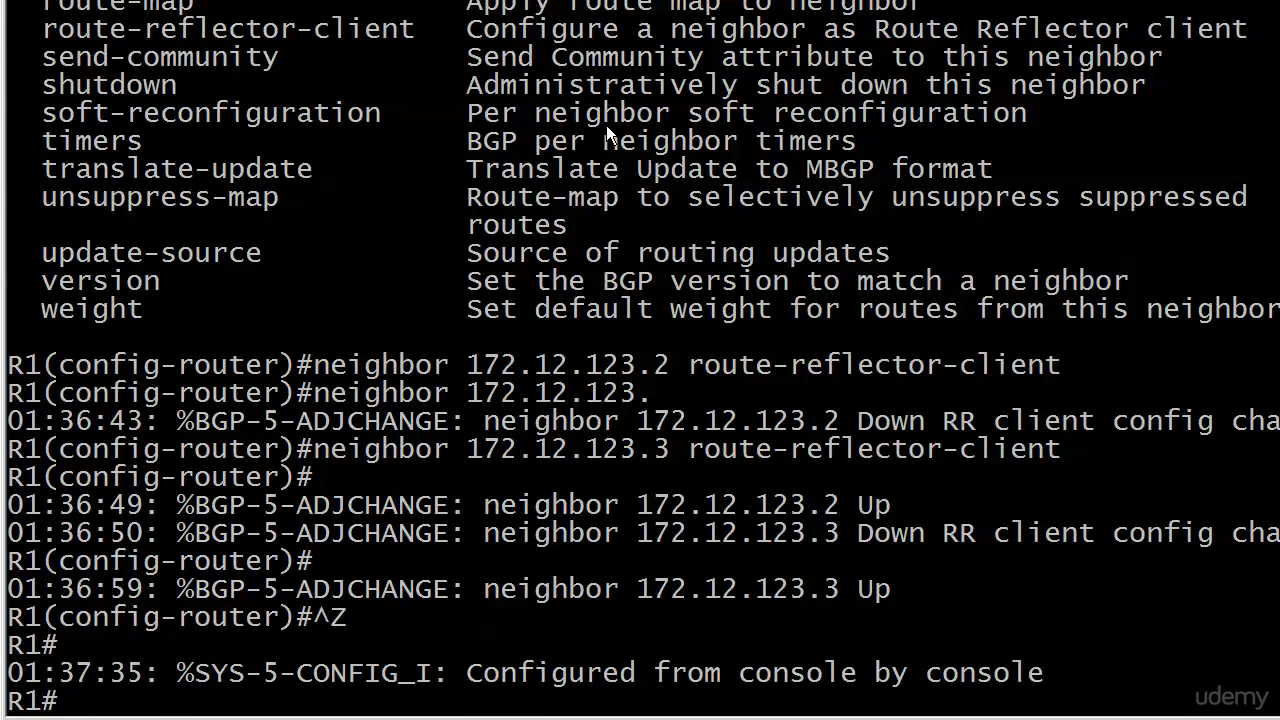 route-map Apply route map to neighbor
route-reflector-client Configure a neighbor as Route Reflector client
send-community Send Community attribute to this neighbor
shutdown Administratively shut down this neighbor
soft-reconfiguration Per neighbor soft reconfiguration
timers BGP per neighbor timers
translate-update Translate Update to MBGP format
unsuppress-map Route-map to selectively unsuppress suppressed
routes
update-source Source of routing updates
version Set the BGP version to match a neighbor
weight Set default weight for routes from this neighbor
R1(config-router)#neighbor 172.12.123.2 route-reflector-client
R1(config-router)#neighbor 172.12.123.
01:36:43: %BGP-5-ADJCHANGE: neighbor 172.12.123.2 Down RR client config cha
R1(config-router)#neighbor 172.12.123.3 route-reflector-client
R1(config-router)#
01:36:49: %BGP-5-ADJCHANGE: neighbor 172.12.123.2 Up
01:36:50: %BGP-5-ADJCHANGE: neighbor 172.12.123.3 Down RR client config cha
R1(config-router)#
01:36:59: %BGP-5-ADJCHANGE: neighbor 172.12.123.3 Up
R1(config-router)#^Z
R1#
01:37:35: %SYS-5-CONFIG_I: Configured from console by console
R1#
udemy